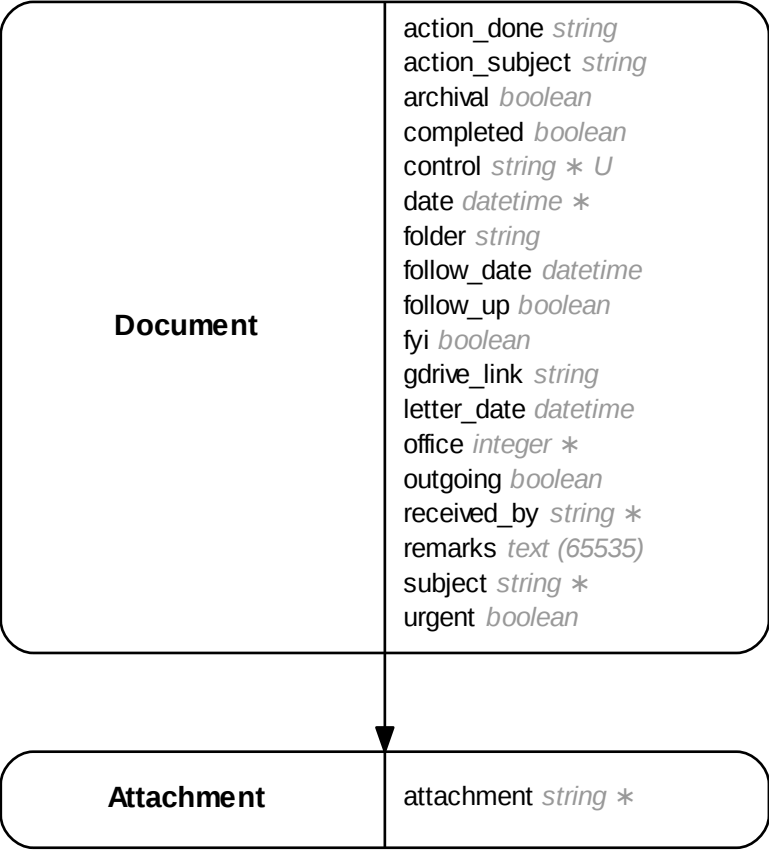 Document
action_done string
action_subject string
archival boolean
completed boolean
control string ∗ U
date datetime ∗
folder string
follow_date datetime
follow_up boolean
fyi boolean
gdrive_link string
letter_date datetime
office integer ∗
outgoing boolean
received_by string ∗
remarks text (65535)
subject string ∗
urgent boolean
Attachment
attachment string ∗